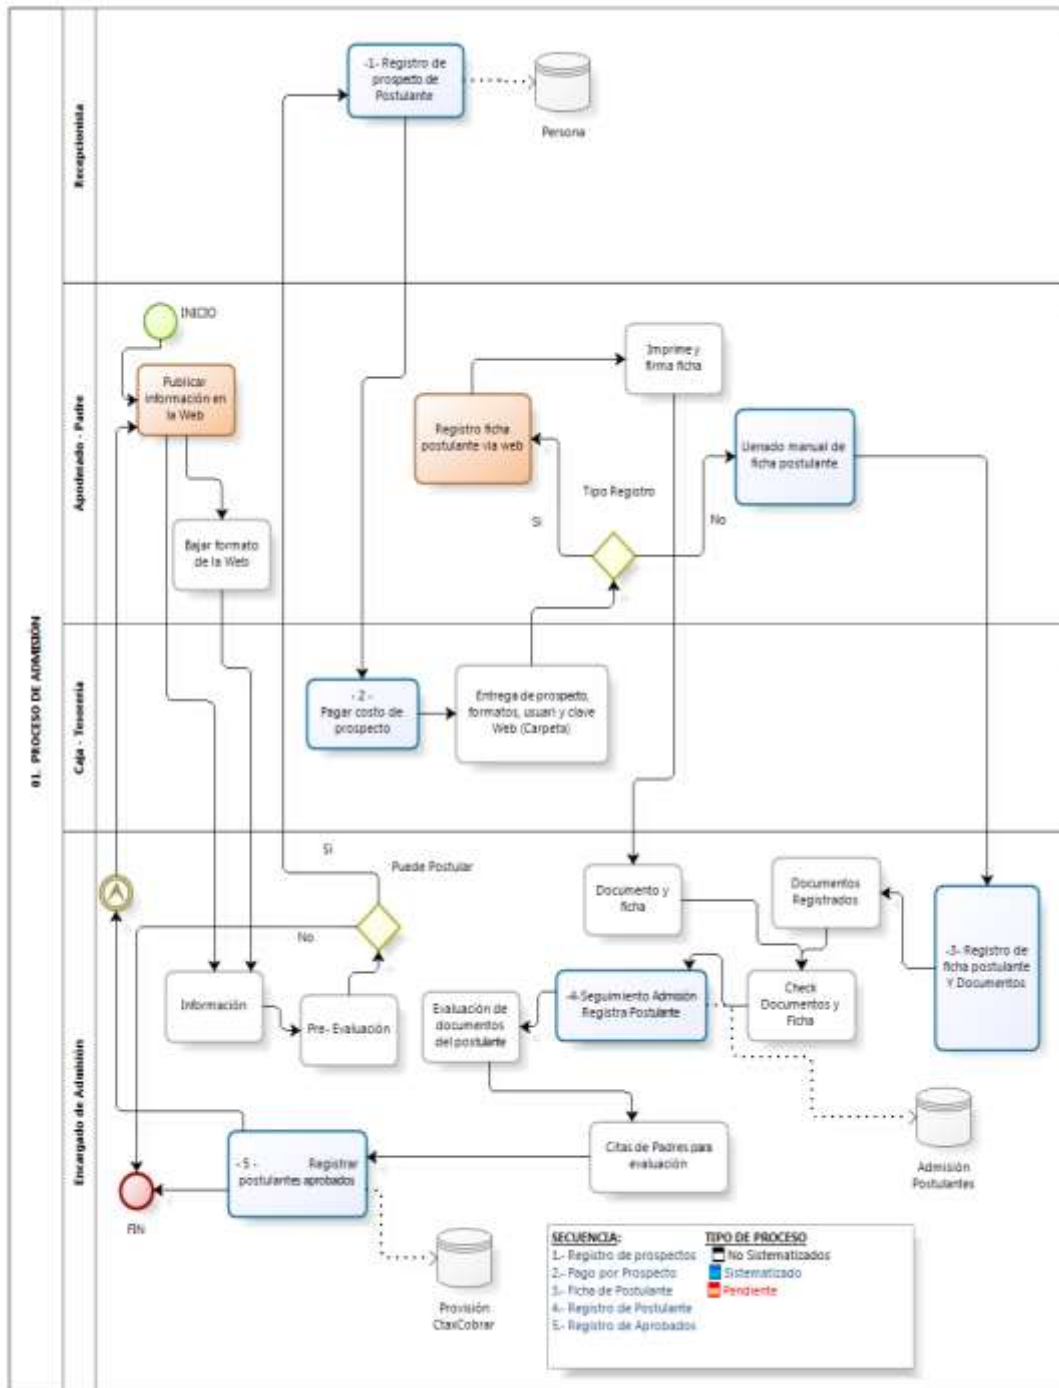 01. PROCESO DE ADMISIÓN
Recepcionista
-1- Registro de
prospecto de
Postulante
Persona
Apoderado - Padre
INICIO
Publicar
información en
la Web
Bajar formato
de la Web
Registro ficha
postulante via web
Imprime y
firma ficha
Tipo Registro
Si
No
Llenado manual de
ficha postulante
Caja - Tesorería
- 2 -
Pagar costo de
prospecto
Entrega de prospecto,
formatos, usuari y clave
Web (Carpeta)
Encargado de Admisión
Si
Puede Postular
No
Información
Pre- Evaluación
Documento y
ficha
Documentos
Registrados
-3- Registro de
ficha postulante
Y Documentos
Check
Documentos y
Ficha
-4-Seguimiento Admisión
Registra Postulante
Evaluación de
documentos
del postulante
Admisión
Postulantes
Citas de Padres para
evaluación
- 5 - Registrar
postulantes aprobados
FIN
Provisión
CtaxCobrar
SECUENCIA:
1.- Registro de prospectos
2.- Pago por Prospecto
3.- Ficha de Postulante
4.- Registro de Postulante
5.- Registro de Aprobados
TIPO DE PROCESO
No Sistematizados
Sistematizado
Pendiente